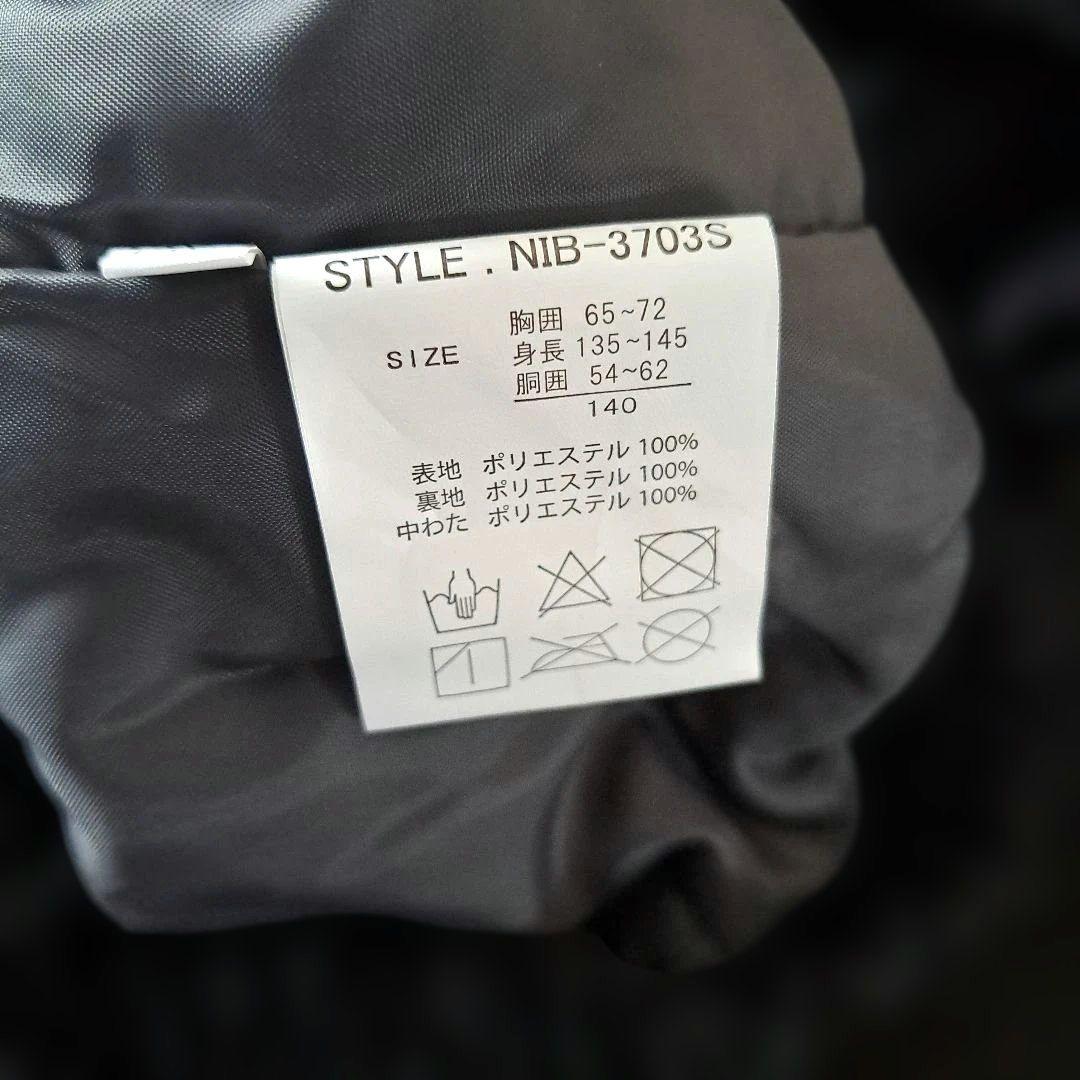 STYLE . NIB-3703S
胸囲 65~72
SIZE 身長 135~145
胴囲 54~62
140
表地 ポリエステル 100%
裏地 ポリエステル 100%
中わた ポリエステル 100%